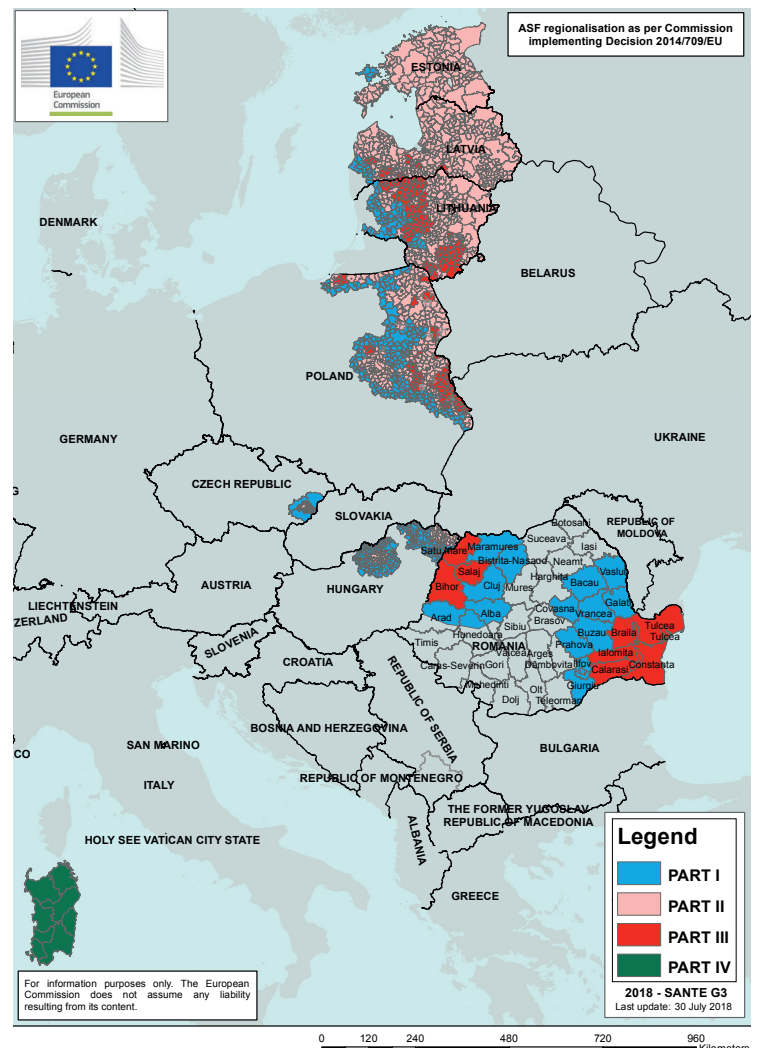 European
Commission
ASF regionalisation as per Commission
implementing Decision 2014/709/EU
ESTONIA
LATVIA
LITHUANIA
DENMARK
BELARUS
POLAND
GERMANY
UKRAINE
CZECH REPUBLIC
SLOVAKIA
REPUBLIC OF
MOLDOVA
AUSTRIA
HUNGARY
LIECHTENSTEIN
ZERLAND
SLOVENIA
CROATIA
Botosani
Suceava
Iasi
Satu Mare
Maramures
Bistrita-Nasaud
Neamt
Salaj
Harghita
Vaslui
Bihor
Cluj
Mures
Bacau
Arad
Alba
Covasna
Galati
Vrancea
Sibiu
Brasov
Tulcea
Tulcea
Timis
Hunedoara
Buzau
Braila
ROMANIA
Prahova
Valcea
Arges
Ialomita
Caras-Severin
Gorj
Dambovita
Ilfov
Constanta
Calarasi
Mehedinti
Olt
Giurgiu
Dolj
Teleorman
REPUBLIC OF SERBIA
BOSNIA AND HERZEGOVINA
SAN MARINO
CO
BULGARIA
ITALY
REPUBLIC OF MONTENEGRO
THE FORMER YUGOSLAV
REPUBLIC OF MACEDONIA
ALBANIA
HOLY SEE VATICAN CITY STATE
GREECE
Legend
PART I
PART II
PART III
PART IV
2018 - SANTE G3
Last update: 30 July 2018
For information purposes only. The European
Commission does not assume any liability
resulting from its content.
0 120 240 480 720 960
Kilometers